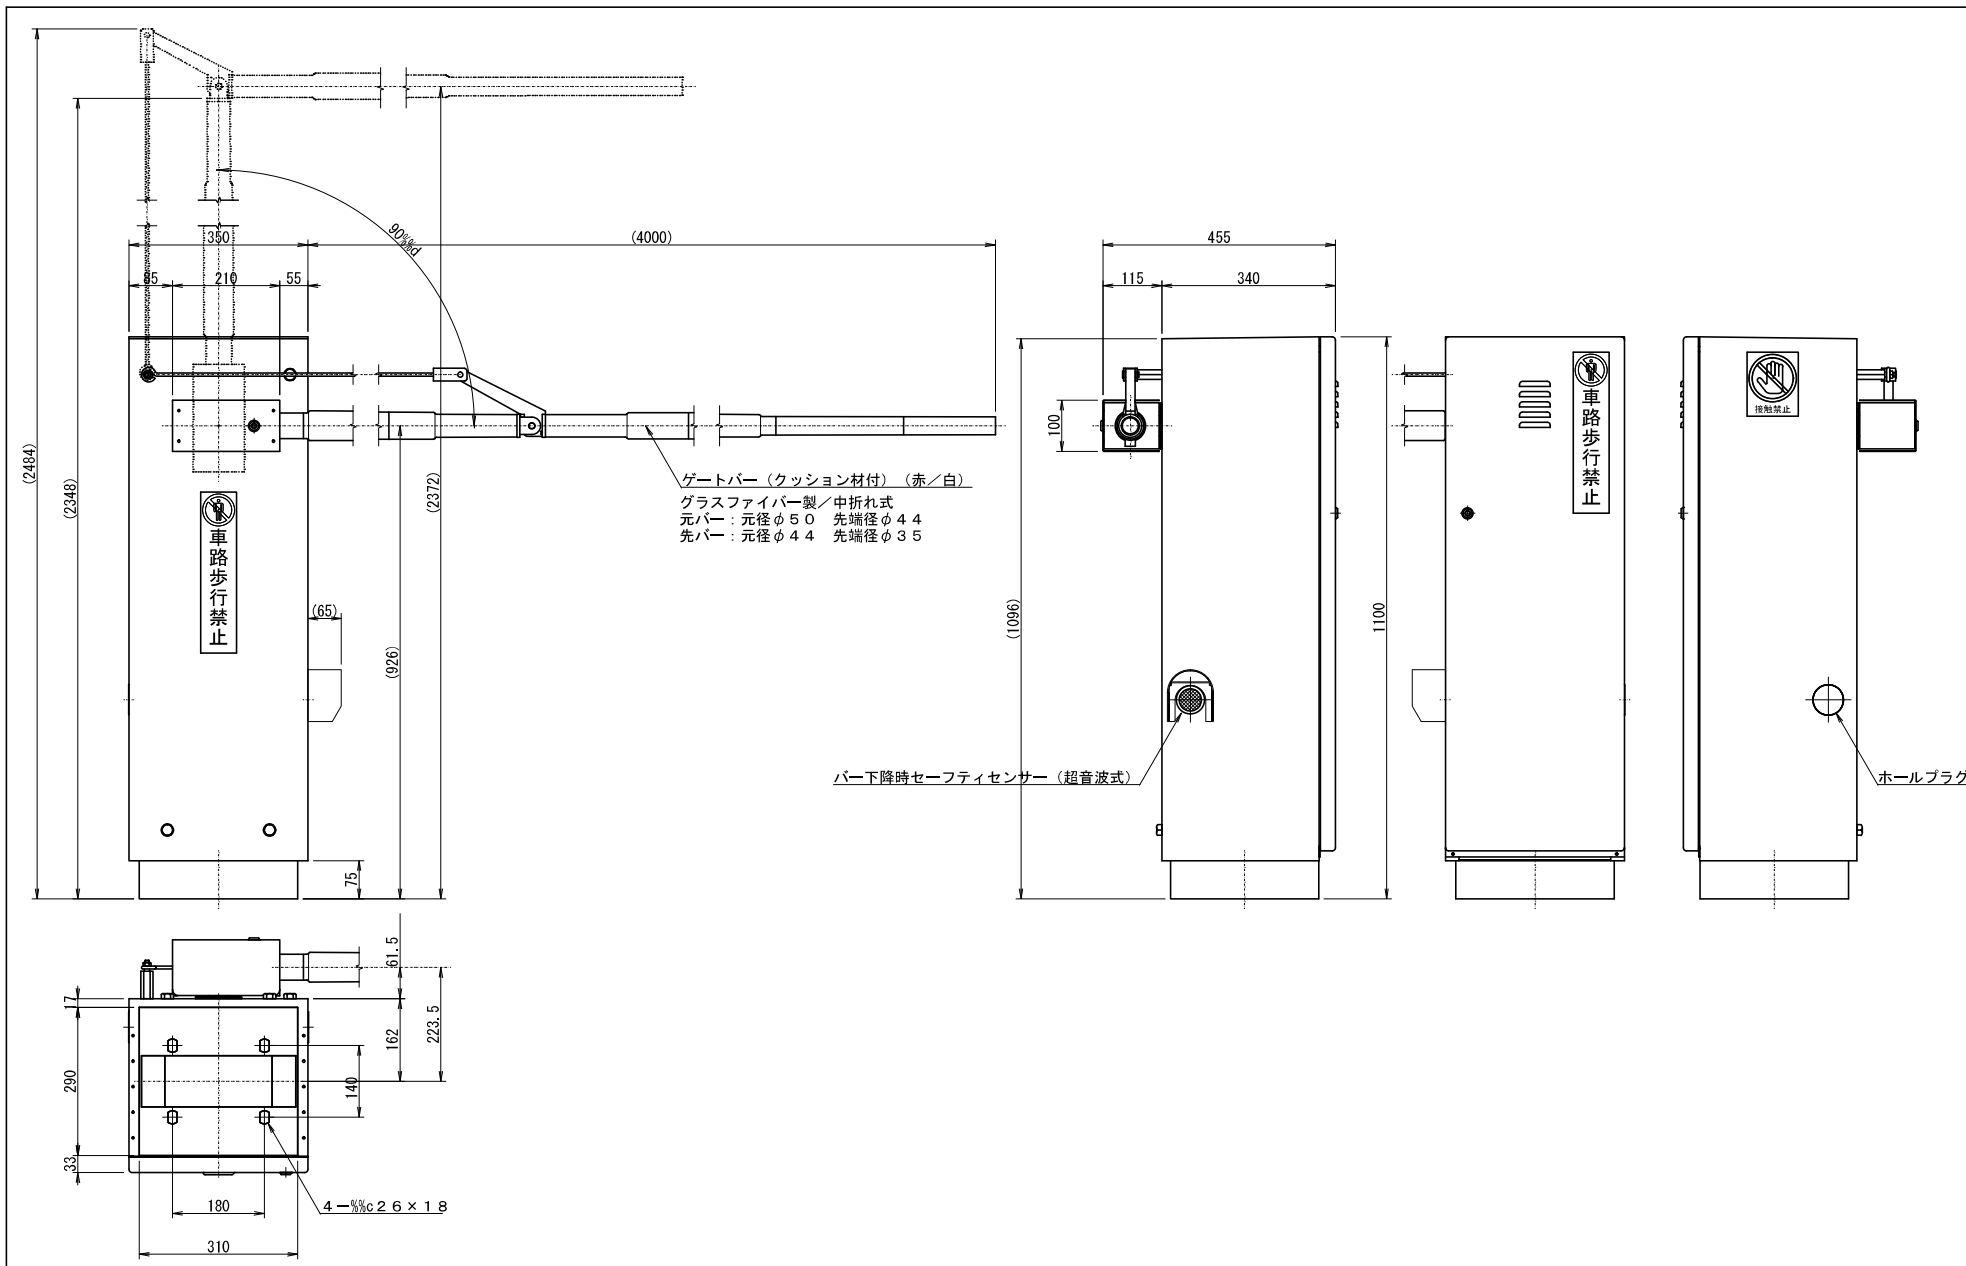 350
(4000)
90%%d
85
210
55
(2484)
(2348)
(2372)
(926)
(65)
75
車路歩行禁止
ゲートバー（クッション材付）（赤／白）
グラスファイバー製／中折れ式
元バー：元径φ５０　先端径φ４４
先バー：元径φ４４　先端径φ３５
455
115
340
100
(1096)
1100
バー下降時セーフティセンサー（超音波式）
車路歩行禁止
接触禁止
ホールプラグ
61.5
17
162
223.5
290
140
33
180
310
４－%%c２６×１８